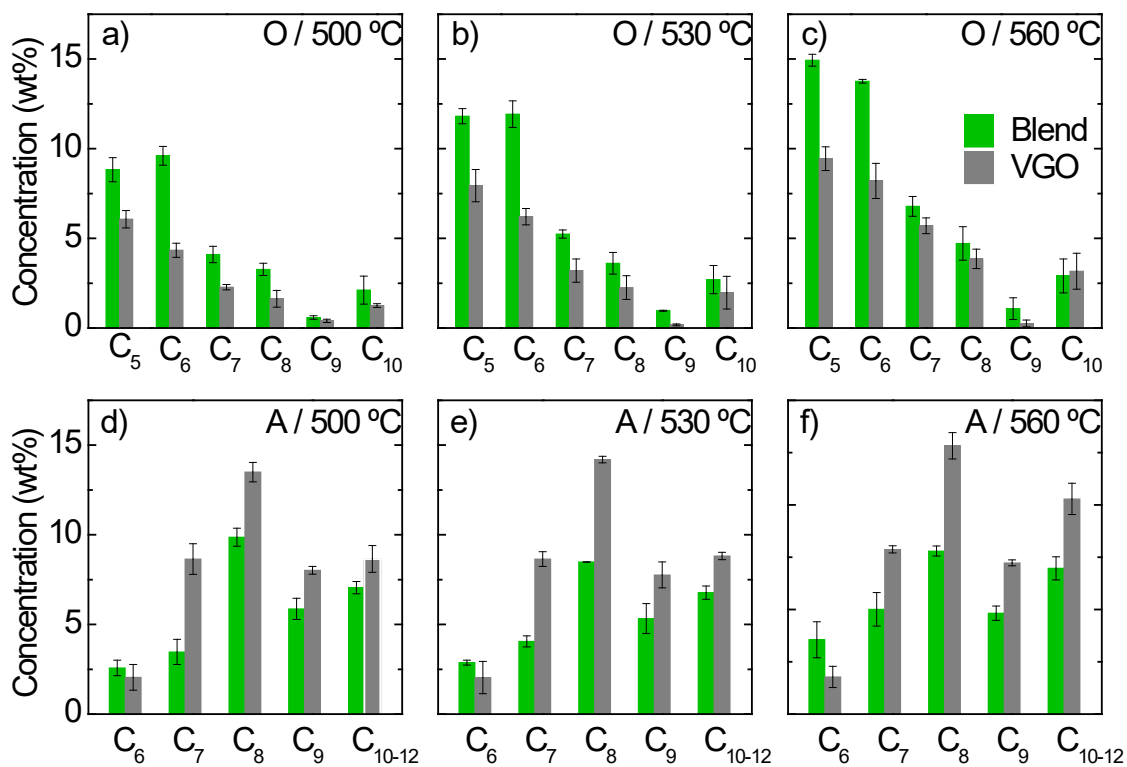 a) O / 500 ºC
b) O / 530 ºC
c) O / 560 ºC
Concentration (wt%)
15
10
5
0
Blend
VGO
C5 C6 C7 C8 C9 C10
C5 C6 C7 C8 C9 C10
C5 C6 C7 C8 C9 C10
d) A / 500 ºC
e) A / 530 ºC
f) A / 560 ºC
Concentration (wt%)
15
10
5
0
C6 C7 C8 C9 C10-12
C6 C7 C8 C9 C10-12
C6 C7 C8 C9 C10-12